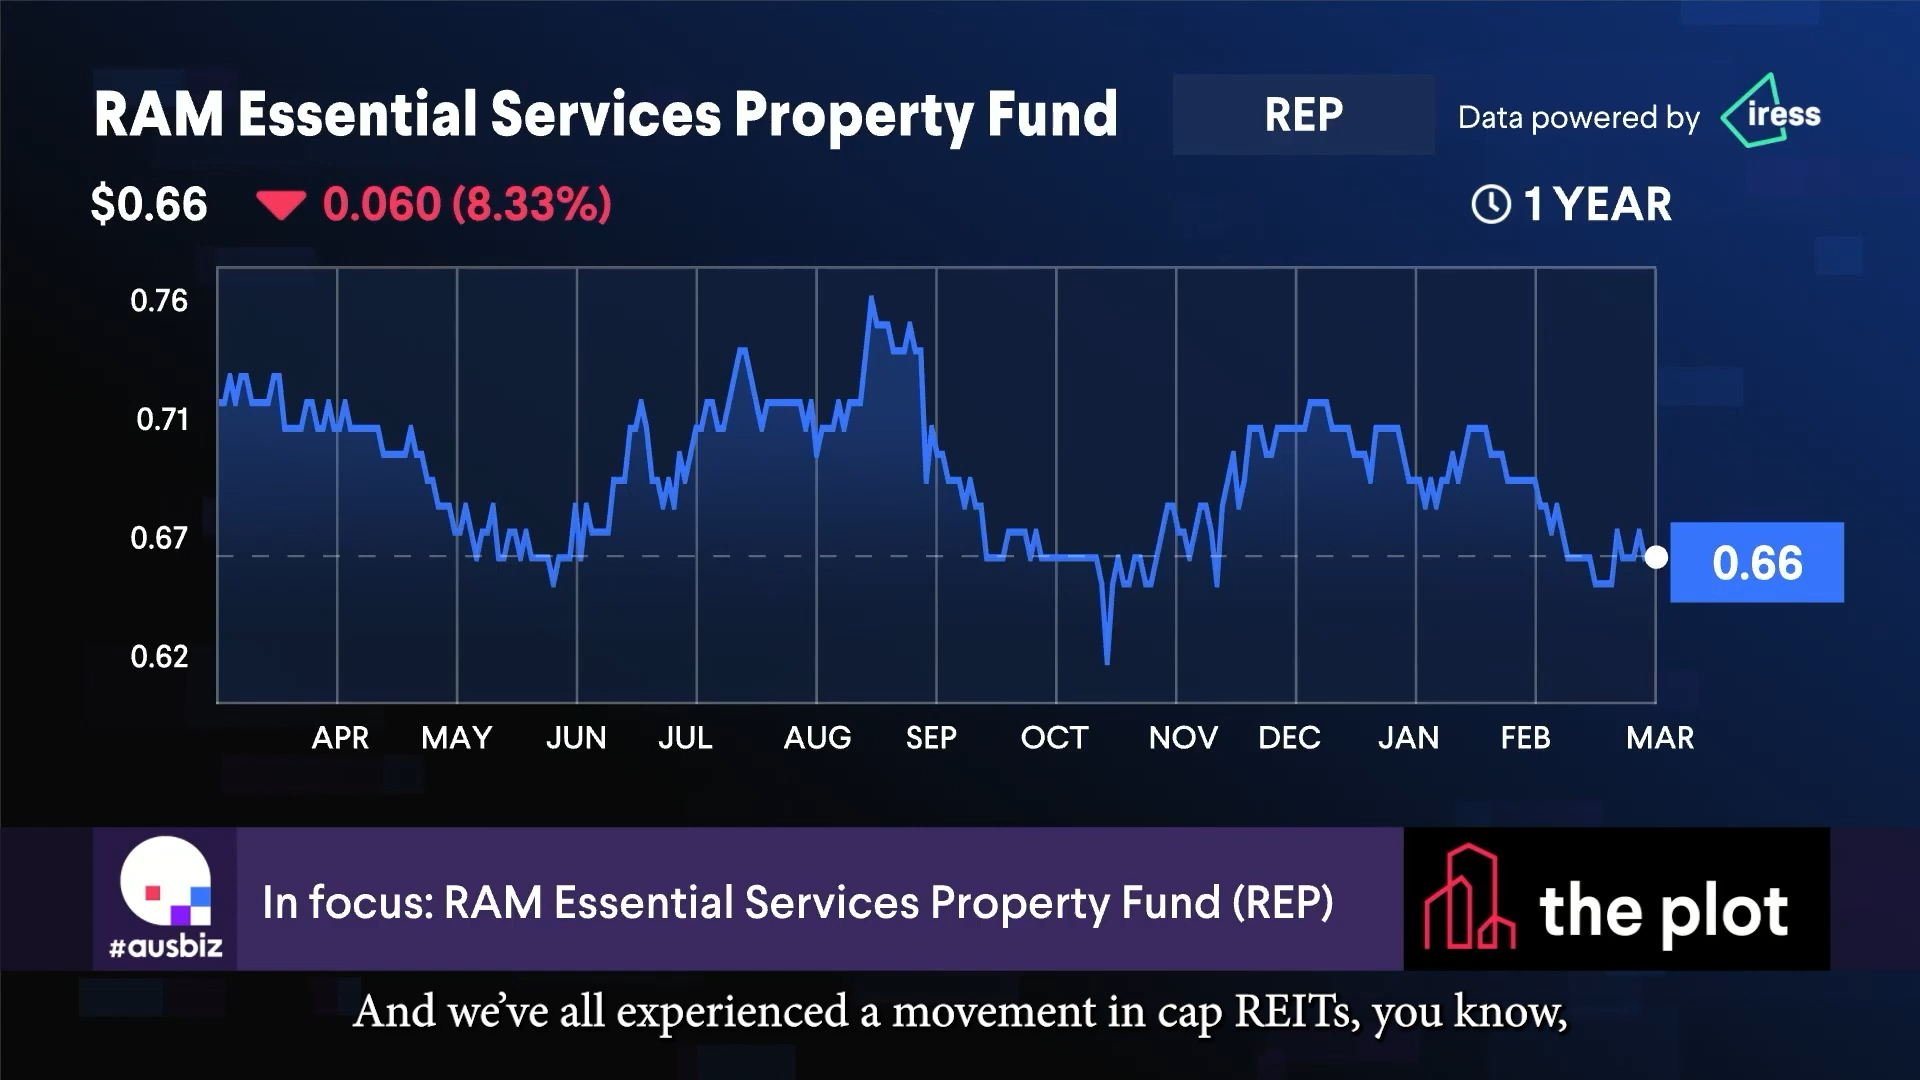 RAM Essential Services Property Fund
REP
Data powered by iress
$0.66
0.060 (8.33%)
1 YEAR
0.76
0.71
0.67
0.62
0.66
APR MAY JUN JUL AUG SEP OCT NOV DEC JAN FEB MAR
#ausbiz
In focus: RAM Essential Services Property Fund (REP)
the plot
And we've all experienced a movement in cap REITs, you know,